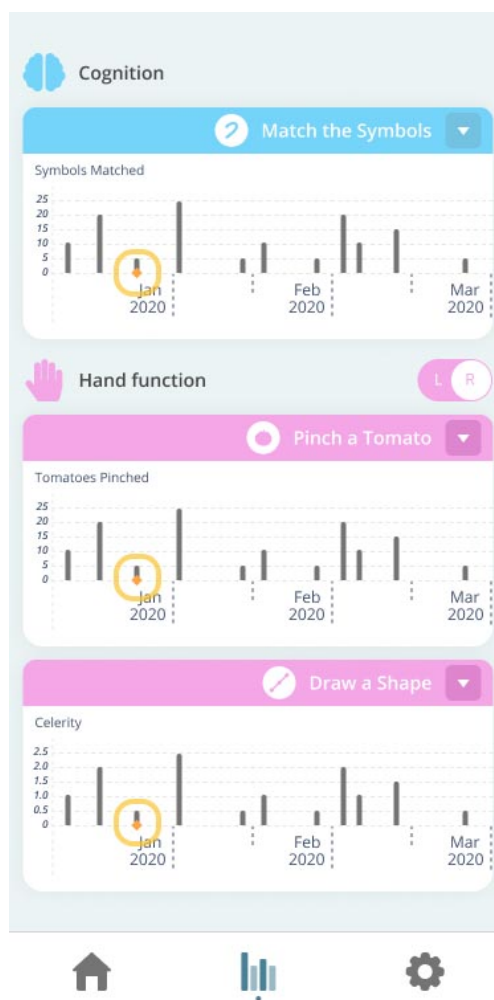 Cognition
Match the Symbols
Symbols Matched
25
20
15
10
5
0
Jan Feb Mar
2020 2020 2020
Hand function
L R
Pinch a Tomato
Tomatoes Pinched
25
20
15
10
5
0
Jan Feb Mar
2020 2020 2020
Draw a Shape
Celerity
2.5
2.0
1.5
1.0
0.5
0
Jan Feb Mar
2020 2020 2020